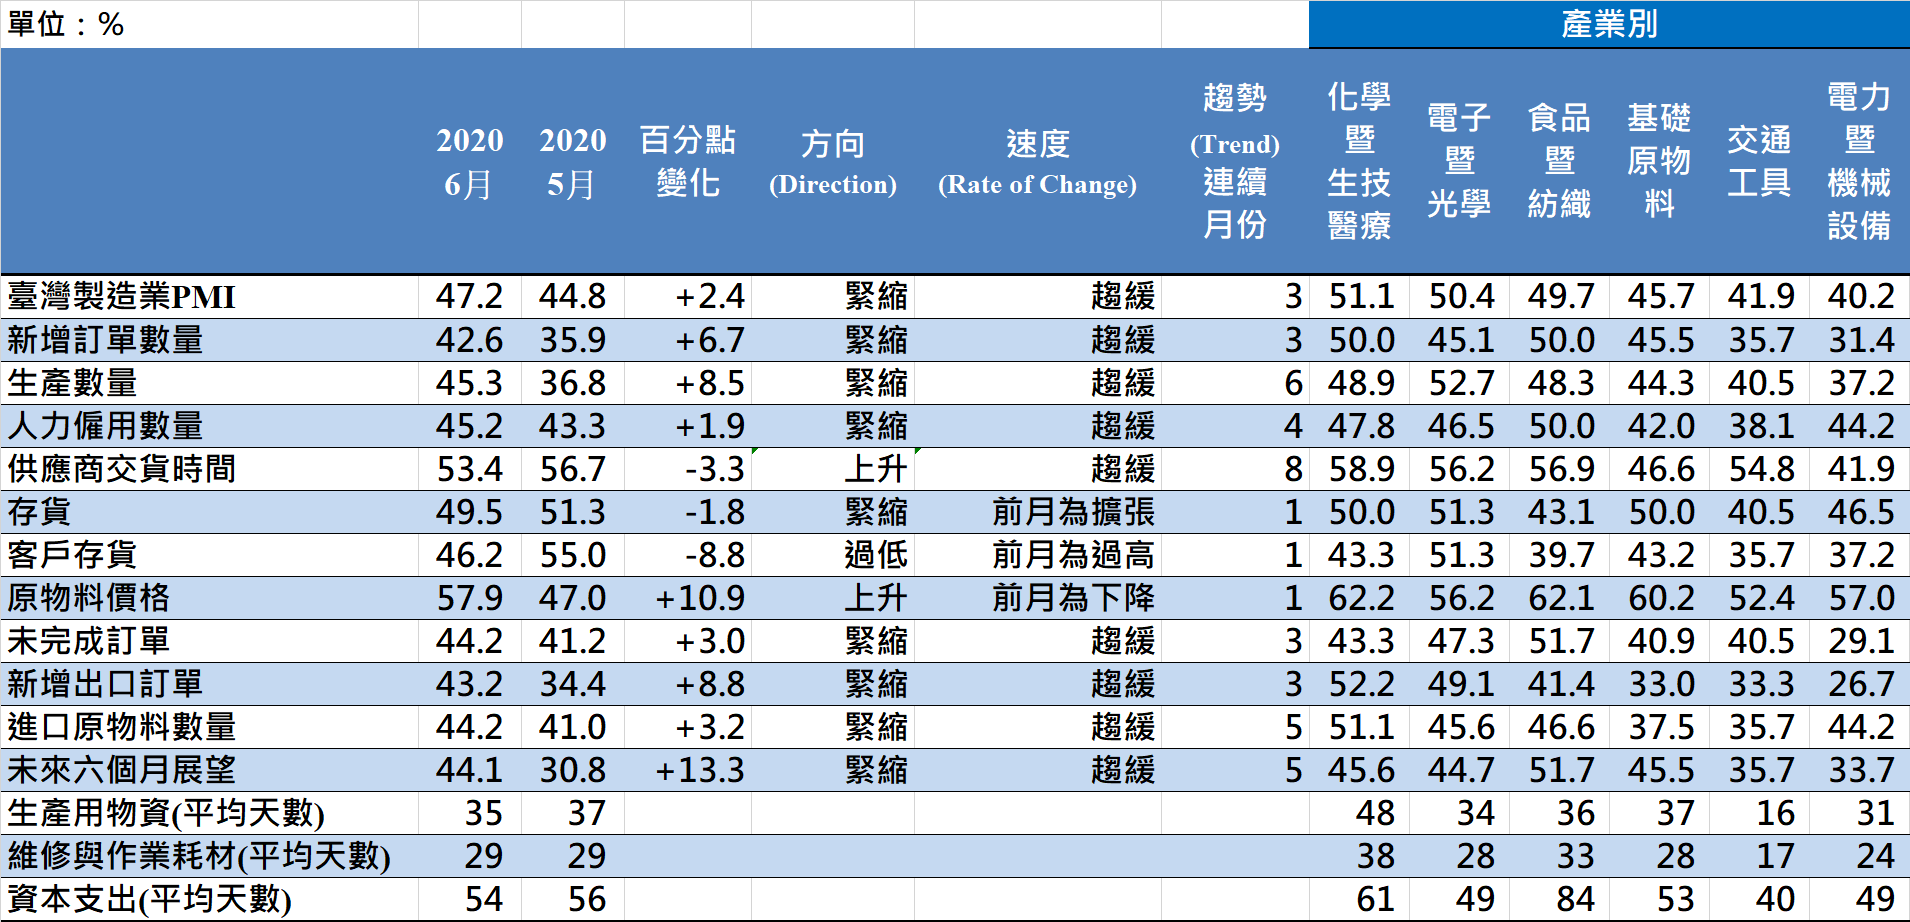 單位：% 產業別
2020 6月 2020 5月 百分點變化 方向(Direction) 速度(Rate of Change) 趨勢(Trend)連續月份 化學暨生技醫療 電子暨光學 食品暨紡織 基礎原物料 交通工具 電力暨機械設備
臺灣製造業PMI 47.2 44.8 +2.4 緊縮 趨緩 3 51.1 50.4 49.7 45.7 41.9 40.2
新增訂單數量 42.6 35.9 +6.7 緊縮 趨緩 3 50.0 45.1 50.0 45.5 35.7 31.4
生產數量 45.3 36.8 +8.5 緊縮 趨緩 6 48.9 52.7 48.3 44.3 40.5 37.2
人力僱用數量 45.2 43.3 +1.9 緊縮 趨緩 4 47.8 46.5 50.0 42.0 38.1 44.2
供應商交貨時間 53.4 56.7 -3.3 上升 趨緩 8 58.9 56.2 56.9 46.6 54.8 41.9
存貨 49.5 51.3 -1.8 緊縮 前月為擴張 1 50.0 51.3 43.1 50.0 40.5 46.5
客戶存貨 46.2 55.0 -8.8 過低 前月為過高 1 43.3 51.3 39.7 43.2 35.7 37.2
原物料價格 57.9 47.0 +10.9 上升 前月為下降 1 62.2 56.2 62.1 60.2 52.4 57.0
未完成訂單 44.2 41.2 +3.0 緊縮 趨緩 3 43.3 47.3 51.7 40.9 40.5 29.1
新增出口訂單 43.2 34.4 +8.8 緊縮 趨緩 3 52.2 49.1 41.4 33.0 33.3 26.7
進口原物料數量 44.2 41.0 +3.2 緊縮 趨緩 5 51.1 45.6 46.6 37.5 35.7 44.2
未來六個月展望 44.1 30.8 +13.3 緊縮 趨緩 5 45.6 44.7 51.7 45.5 35.7 33.7
生產用物資(平均天數) 35 37 48 34 36 37 16 31
維修與作業耗材(平均天數) 29 29 38 28 33 28 17 24
資本支出(平均天數) 54 56 61 49 84 53 40 49